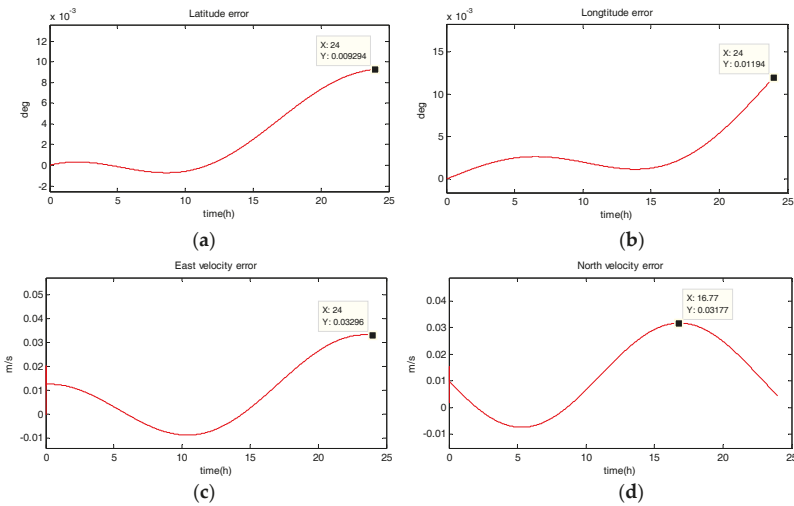 Latitude error
x 10⁻³
12
10
8
6
4
2
0
-2
deg
X: 24
Y: 0.009294
0 5 10 15 20 25
time(h)
(a)
Longtitude error
x 10⁻³
15
10
5
0
deg
X: 24
Y: 0.01194
0 5 10 15 20 25
time(h)
(b)
East velocity error
0.05
0.04
0.03
0.02
0.01
0
-0.01
m/s
X: 24
Y: 0.03296
0 5 10 15 20 25
time(h)
(c)
North velocity error
0.04
0.03
0.02
0.01
0
-0.01
m/s
X: 16.77
Y: 0.03177
0 5 10 15 20 25
time(h)
(d)